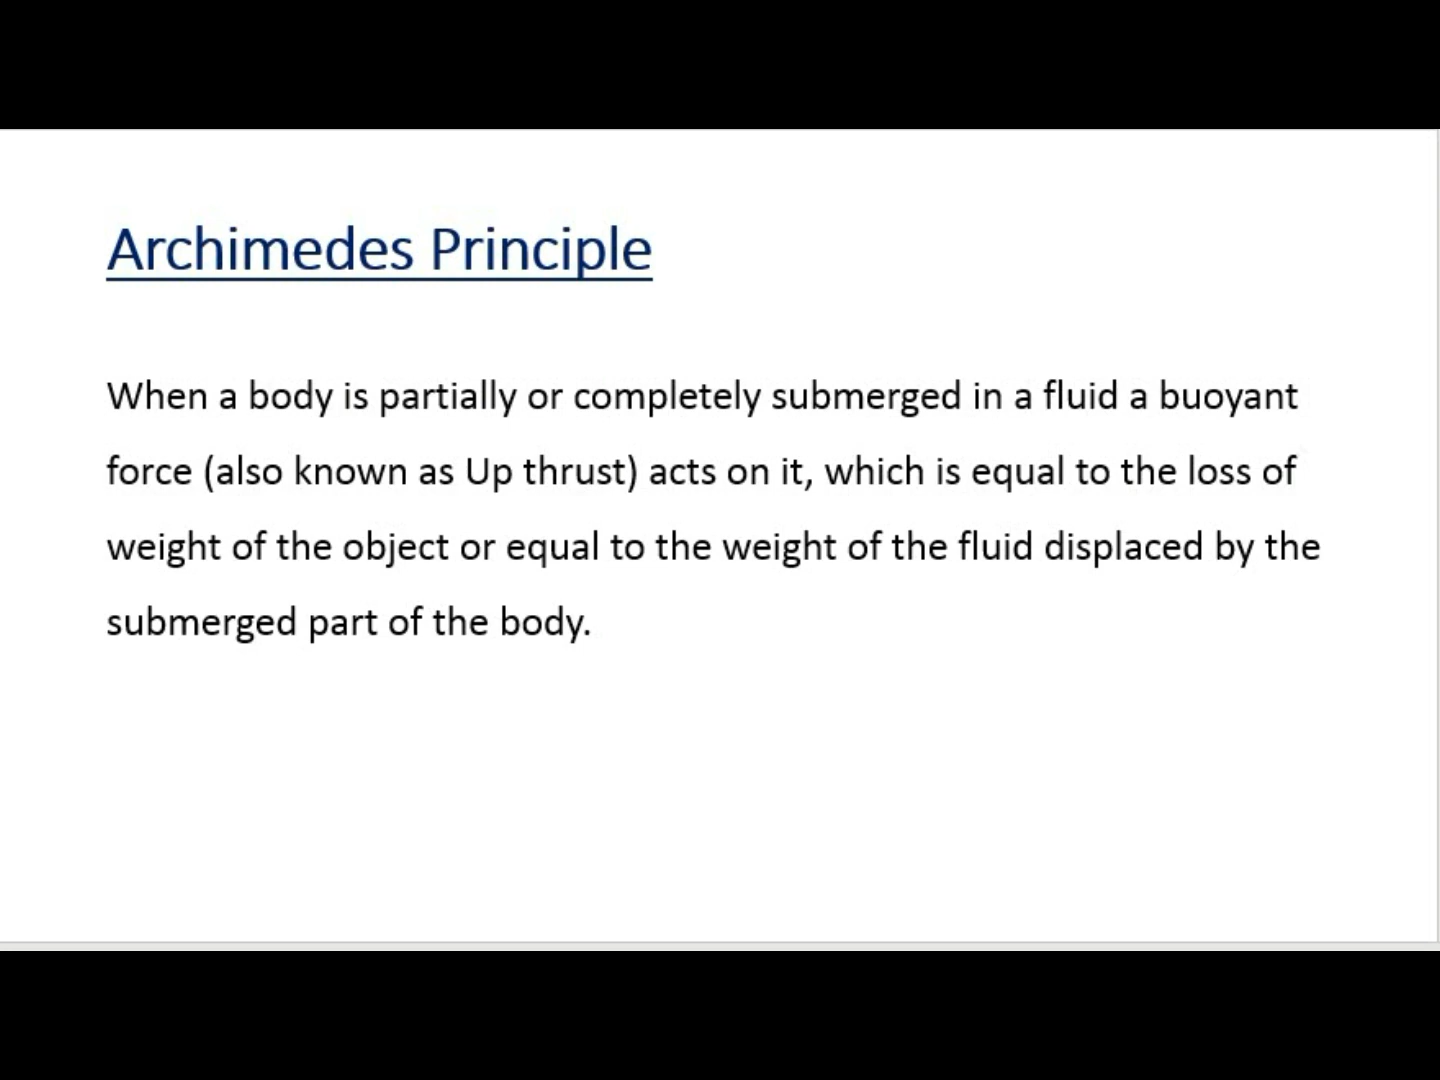 Archimedes Principle
When a body is partially or completely submerged in a fluid a buoyant
force (also known as Up thrust) acts on it, which is equal to the loss of
weight of the object or equal to the weight of the fluid displaced by the
submerged part of the body.